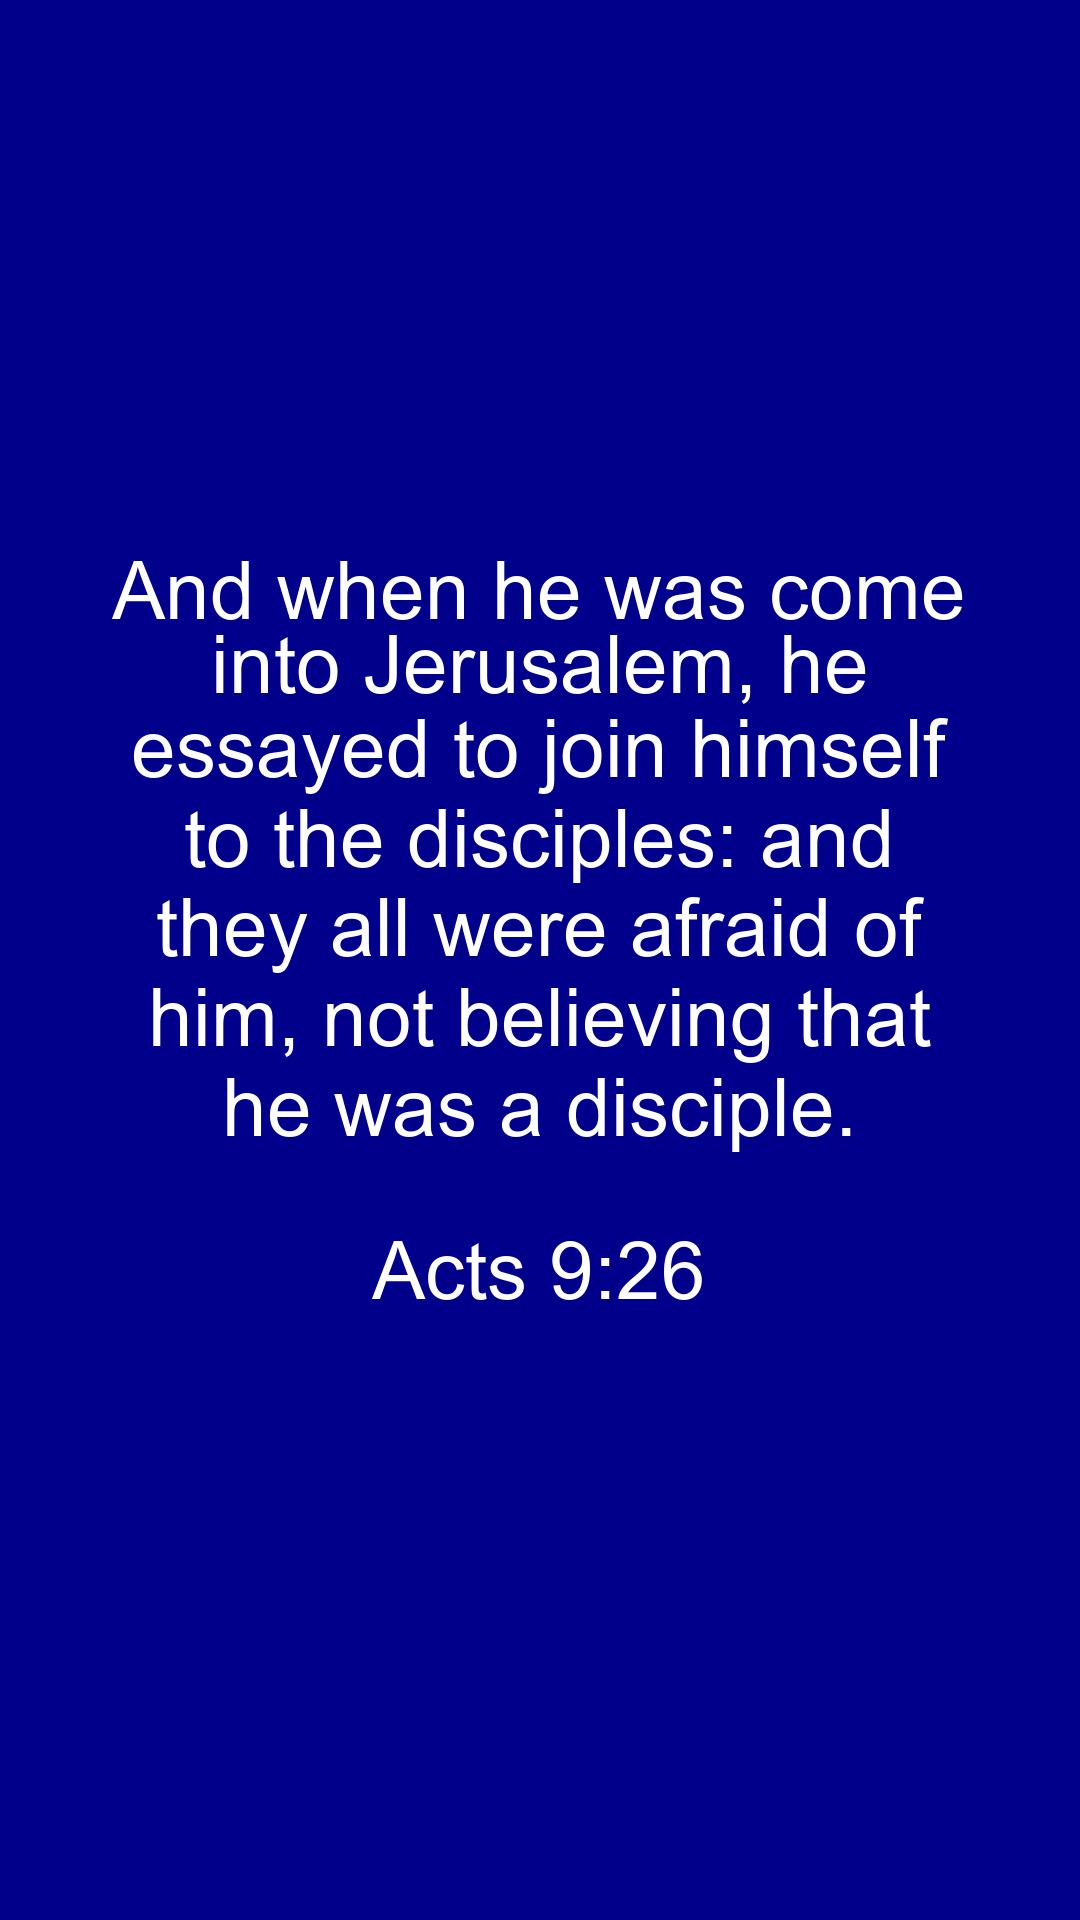 And when he was come
into Jerusalem, he
essayed to join himself
to the disciples: and
they all were afraid of
him, not believing that
he was a disciple.
Acts 9:26